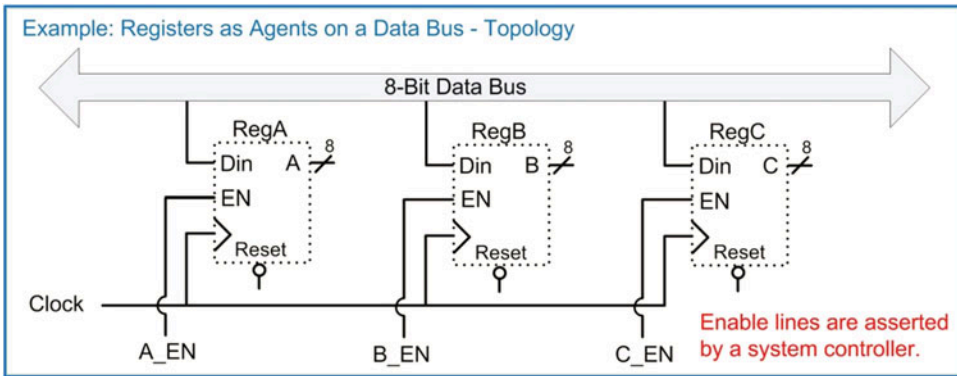 Example: Registers as Agents on a Data Bus - Topology
8-Bit Data Bus
RegA RegB RegC
Din A 8 Din B 8 Din C 8
EN EN EN
Reset Reset Reset
Clock
A_EN B_EN C_EN
Enable lines are asserted
by a system controller.